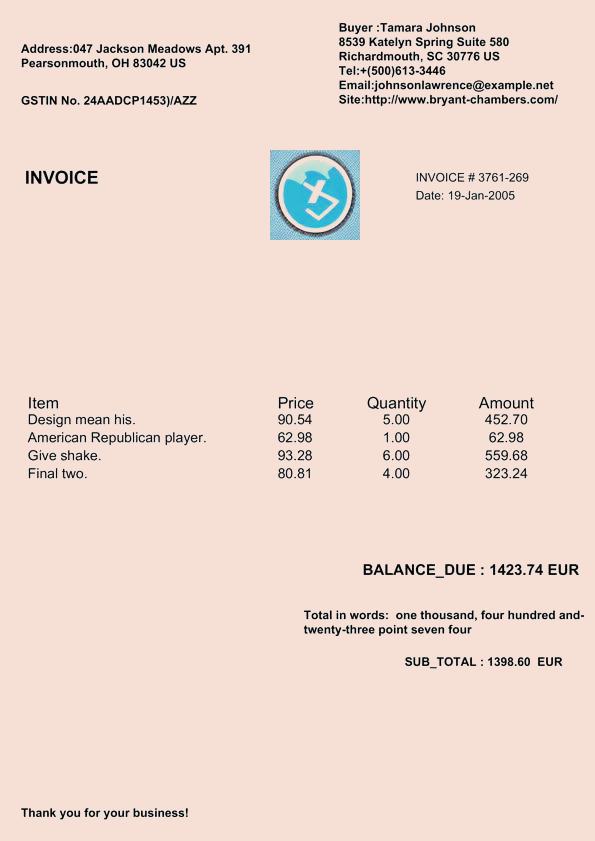 Address:047 Jackson Meadows Apt. 391
Pearsonmouth, OH 83042 US
GSTIN No. 24AADCP1453)/AZZ
Buyer :Tamara Johnson
8539 Katelyn Spring Suite 580
Richardmouth, SC 30776 US
Tel:+(500)613-3446
Email:johnsonlawrence@example.net
Site:http://www.bryant-chambers.com/
INVOICE
INVOICE # 3761-269
Date: 19-Jan-2005
Item Price Quantity Amount
Design mean his. 90.54 5.00 452.70
American Republican player. 62.98 1.00 62.98
Give shake. 93.28 6.00 559.68
Final two. 80.81 4.00 323.24
BALANCE_DUE : 1423.74 EUR
Total in words:  one thousand, four hundred and-
twenty-three point seven four
SUB_TOTAL : 1398.60  EUR
Thank you for your business!